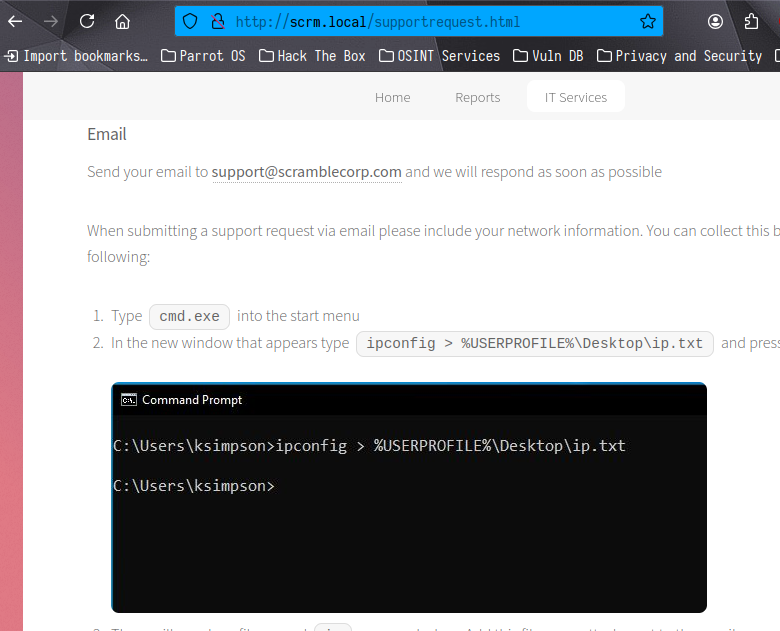 http://scrm.local/supportrequest.html
Import bookmarks… Parrot OS Hack The Box OSINT Services Vuln DB Privacy and Security
Home Reports IT Services
Email
Send your email to support@scramblecorp.com and we will respond as soon as possible
When submitting a support request via email please include your network information. You can collect this b
following:
1. Type cmd.exe into the start menu
2. In the new window that appears type ipconfig > %USERPROFILE%\Desktop\ip.txt and press
Command Prompt
C:\Users\ksimpson>ipconfig > %USERPROFILE%\Desktop\ip.txt
C:\Users\ksimpson>